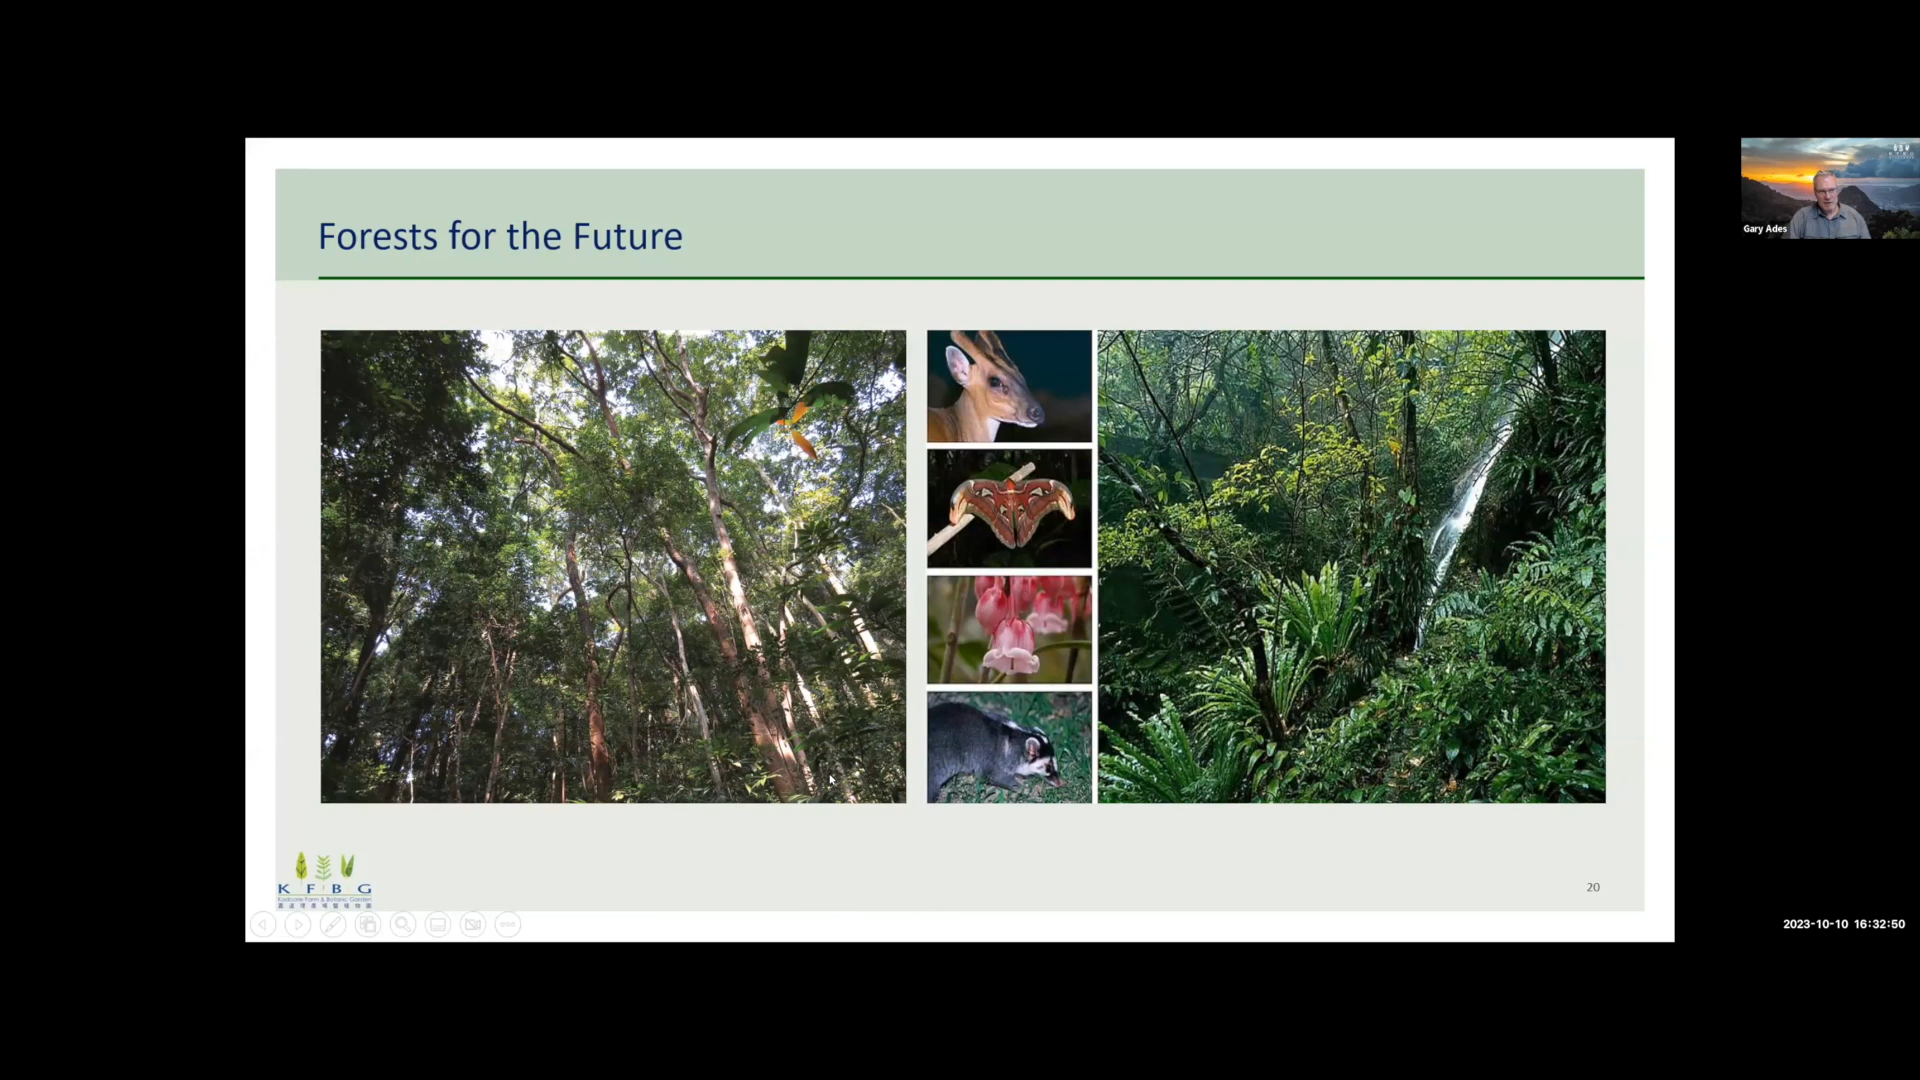 Forests for the Future
Gary Ades
K F B G
Kadoorie Farm & Botanic Garden
嘉道理農場暨植物園
20
2023-10-10 16:32:50